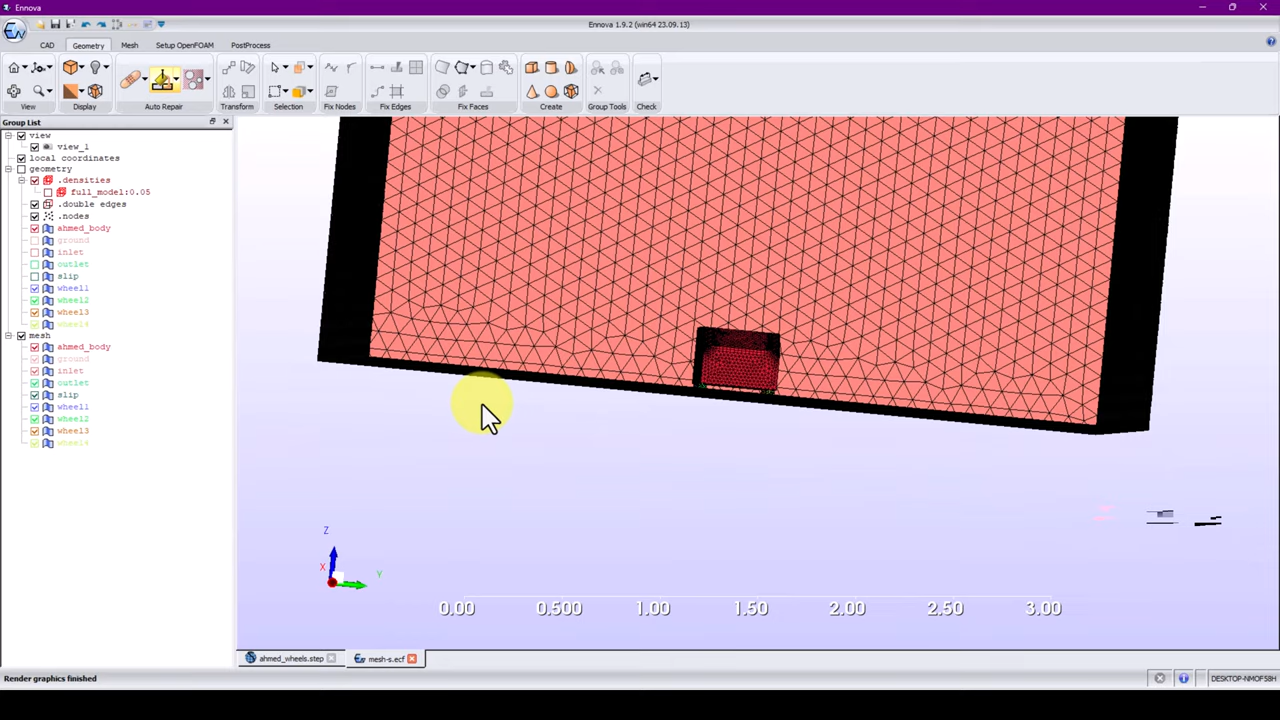 Ennova
Ennova 1.9.2 (win64 23.09.13)
CAD Geometry Mesh Setup OpenFOAM PostProcess
View Display Auto Repair Transform Selection Fix Nodes Fix Edges Fix Faces Create Group Tools Check
Group List
view
view_1
local coordinates
geometry
.densities
full_model:0.05
.double edges
.nodes
ahmed_body
ground
inlet
outlet
slip
wheel1
wheel2
wheel3
wheel4
mesh
ahmed_body
ground
inlet
outlet
slip
wheel1
wheel2
wheel3
wheel4
Z
X
Y
0.00 0.500 1.00 1.50 2.00 2.50 3.00
ahmed_wheels.step mesh-s.ecf
Render graphics finished
DESKTOP-NMOF58H